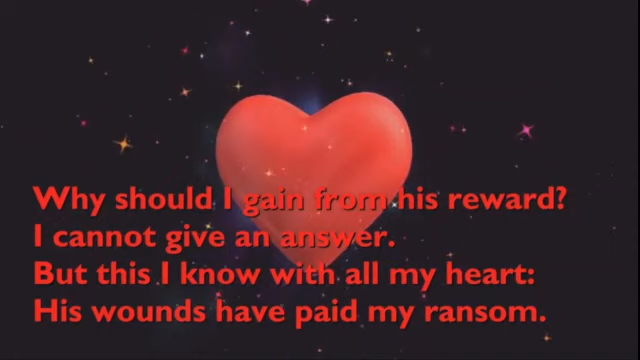 Why should I gain from his reward?
I cannot give an answer.
But this I know with all my heart:
His wounds have paid my ransom.